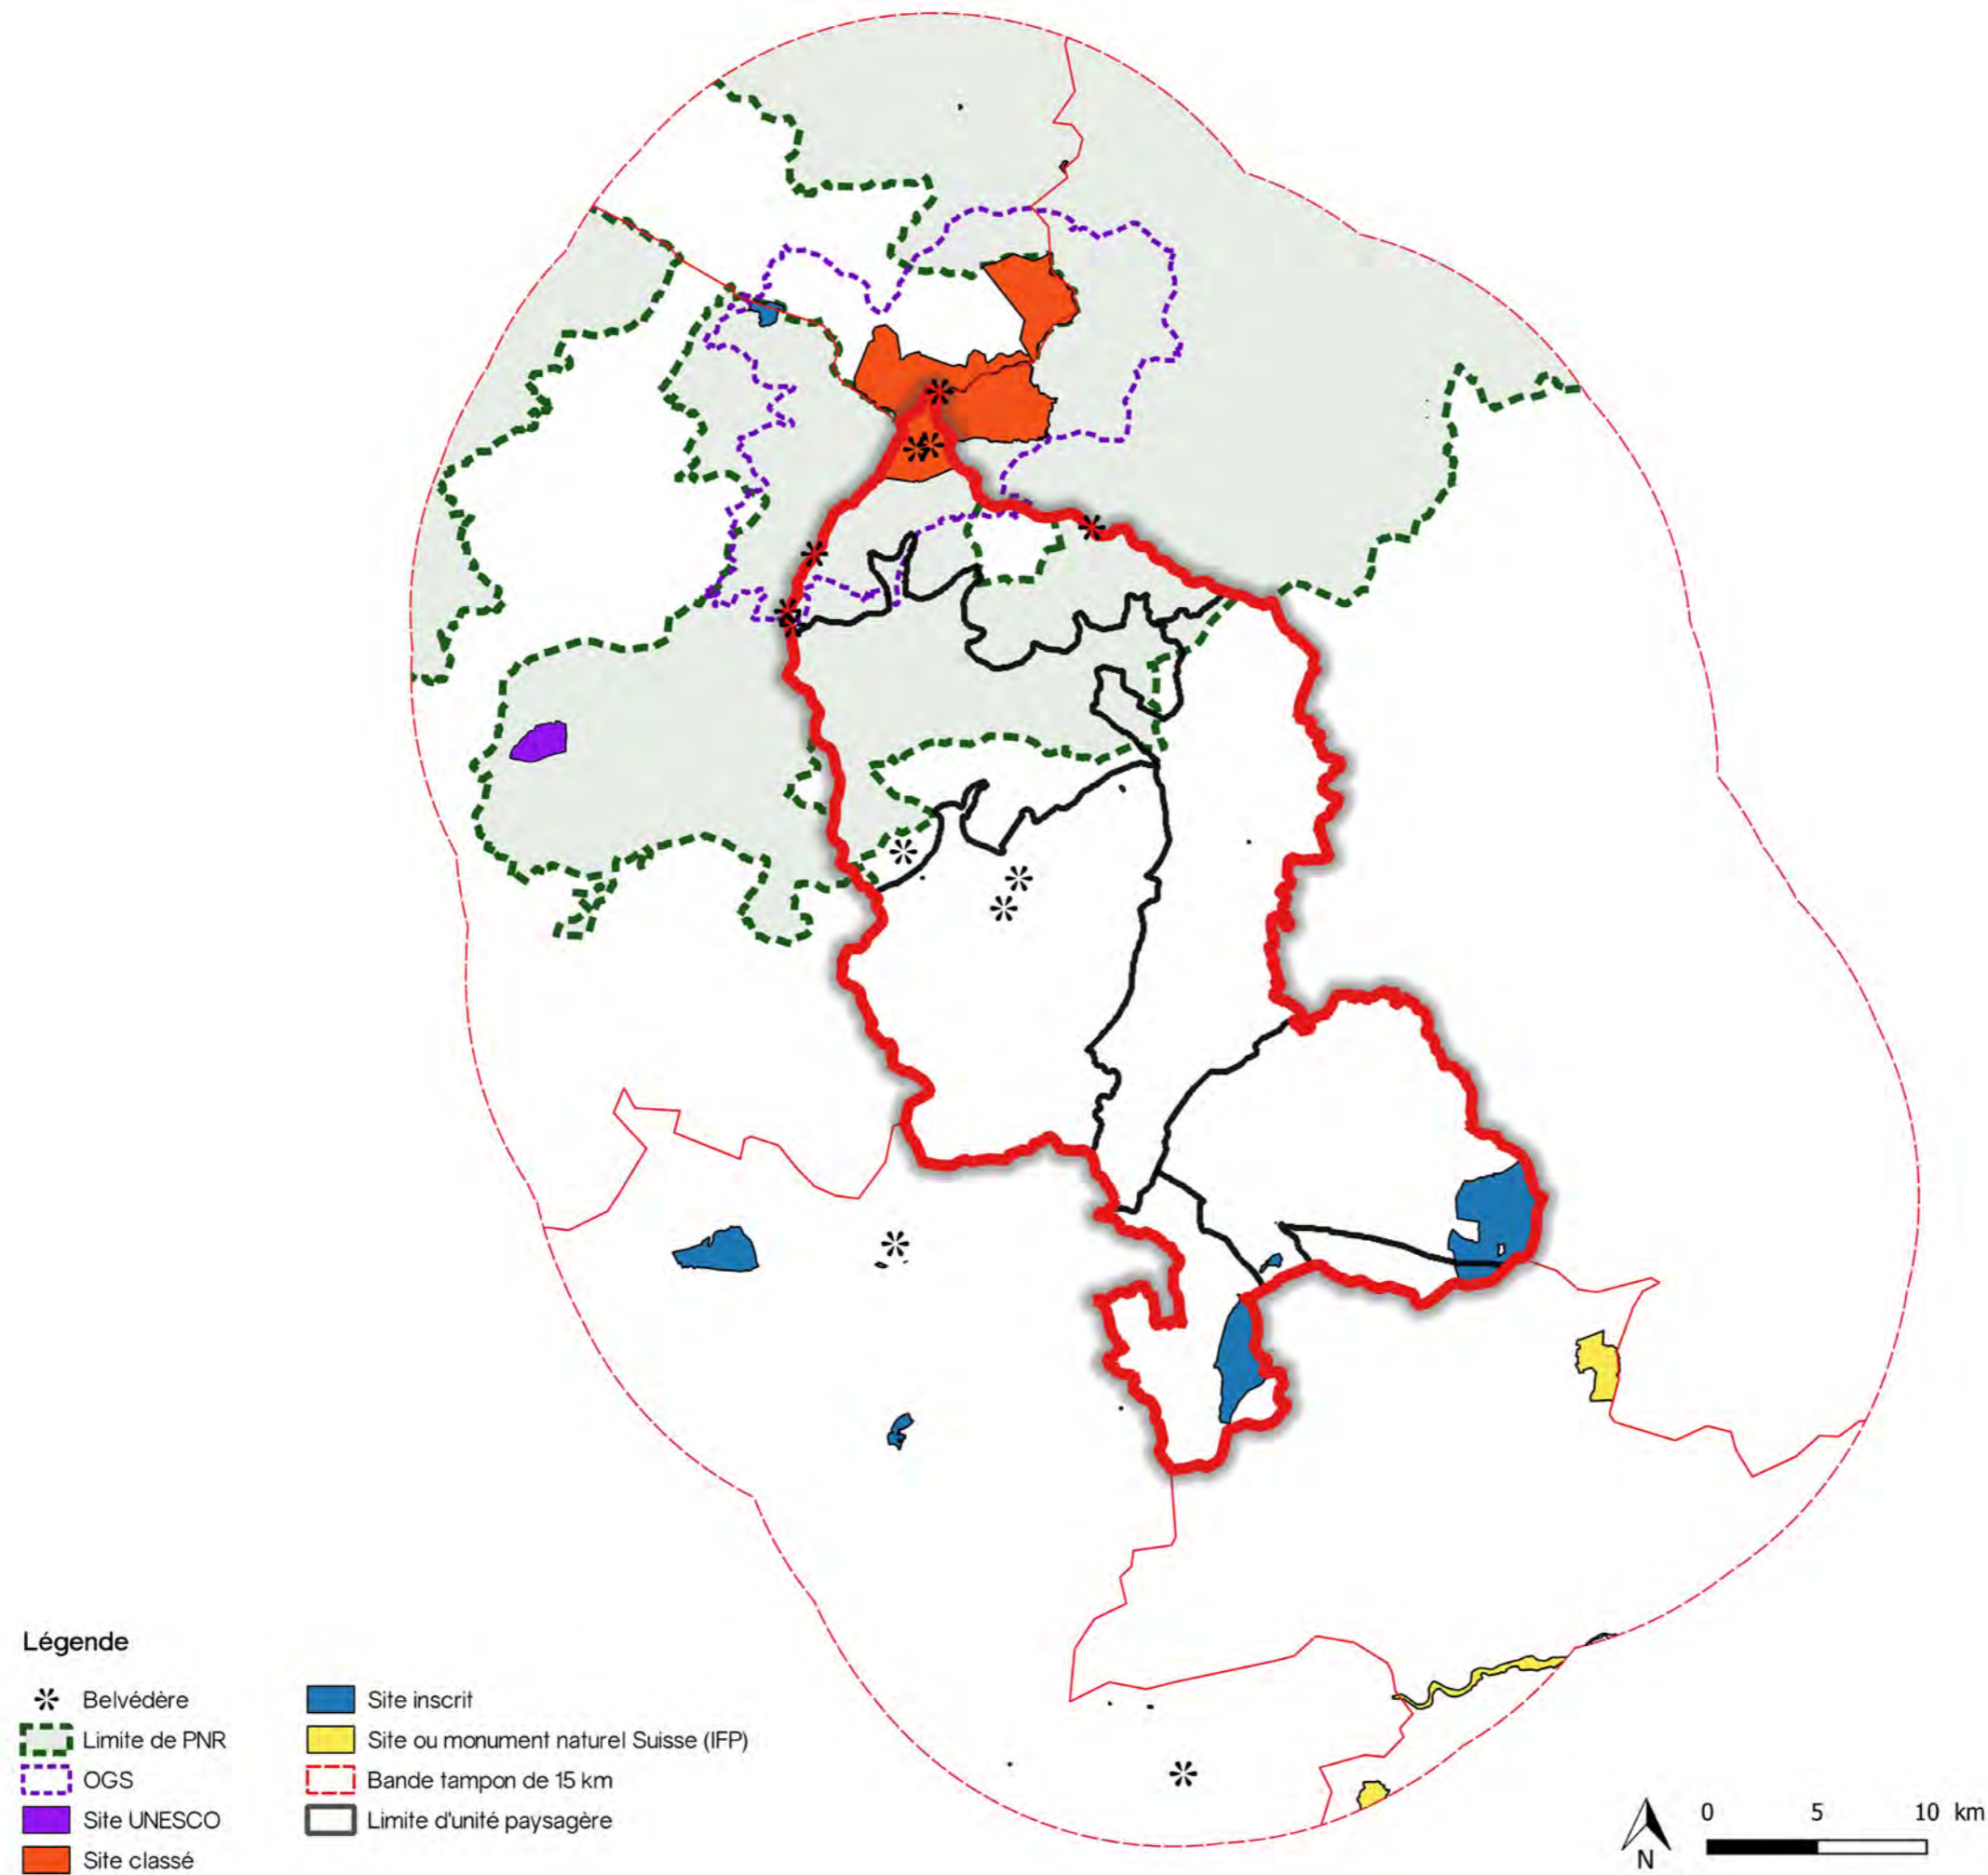 Légende
Belvédère
Limite de PNR
OGS
Site UNESCO
Site classé
Site inscrit
Site ou monument naturel Suisse (IFP)
Bande tampon de 15 km
Limite d'unité paysagère
N
0 5 10 km